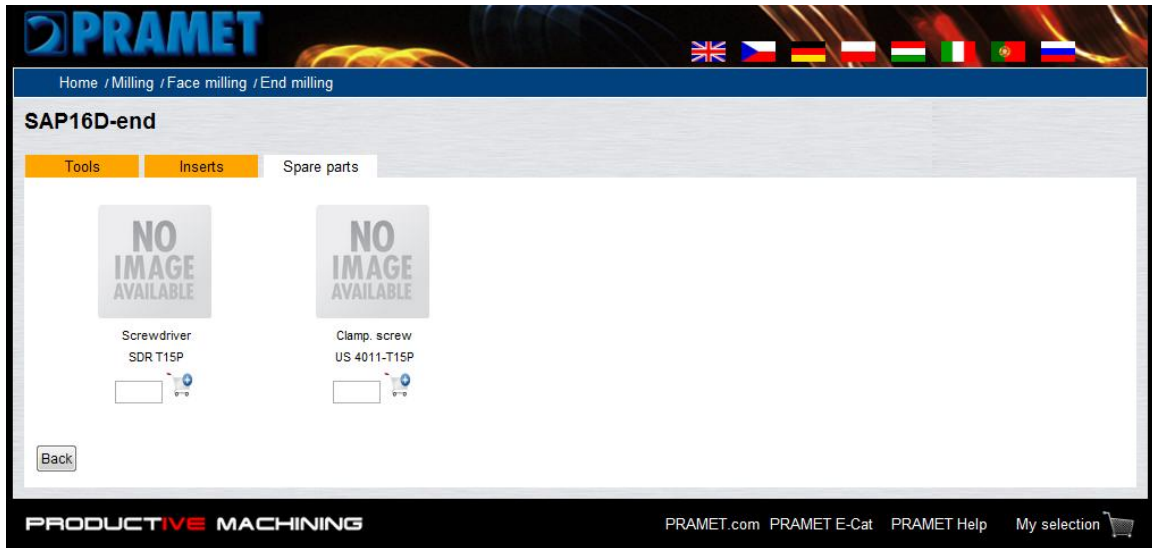 PRAMET
Home / Milling / Face milling / End milling
SAP16D-end
Tools Inserts Spare parts
NO IMAGE AVAILABLE
NO IMAGE AVAILABLE
Screwdriver
SDR T15P
Clamp. screw
US 4011-T15P
Back
PRODUCTIVE MACHINING
PRAMET.com PRAMET E-Cat PRAMET Help My selection